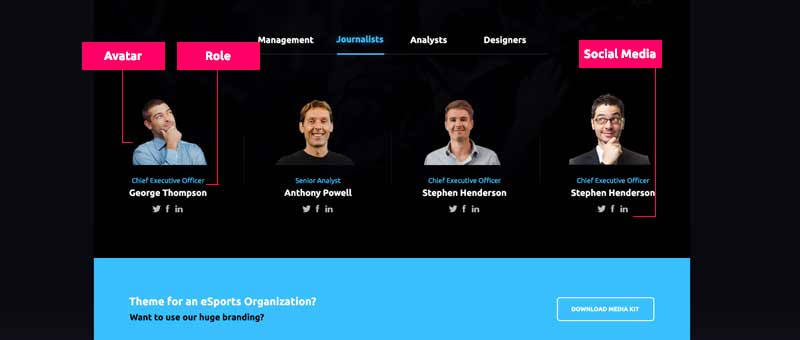 Management
Journalists
Analysts
Designers
Avatar
Role
Social Media
Chief Executive Officer
George Thompson
Senior Analyst
Anthony Powell
Chief Executive Officer
Stephen Henderson
Chief Executive Officer
Stephen Henderson
Theme for an eSports Organization?
Want to use our huge branding?
DOWNLOAD MEDIA KIT